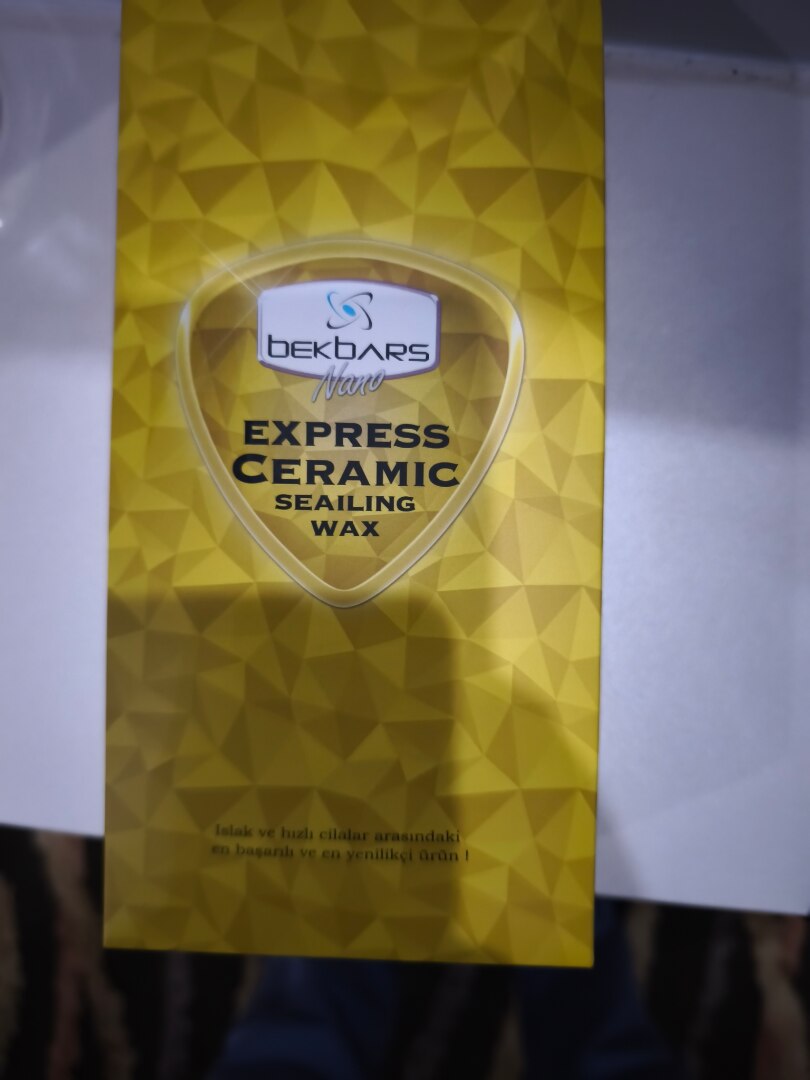 bekbars
Nano
EXPRESS
CERAMIC
SEAILING
WAX
Islak ve hızlı cilalar arasındaki
en başarılı ve en yenilikçi ürün !